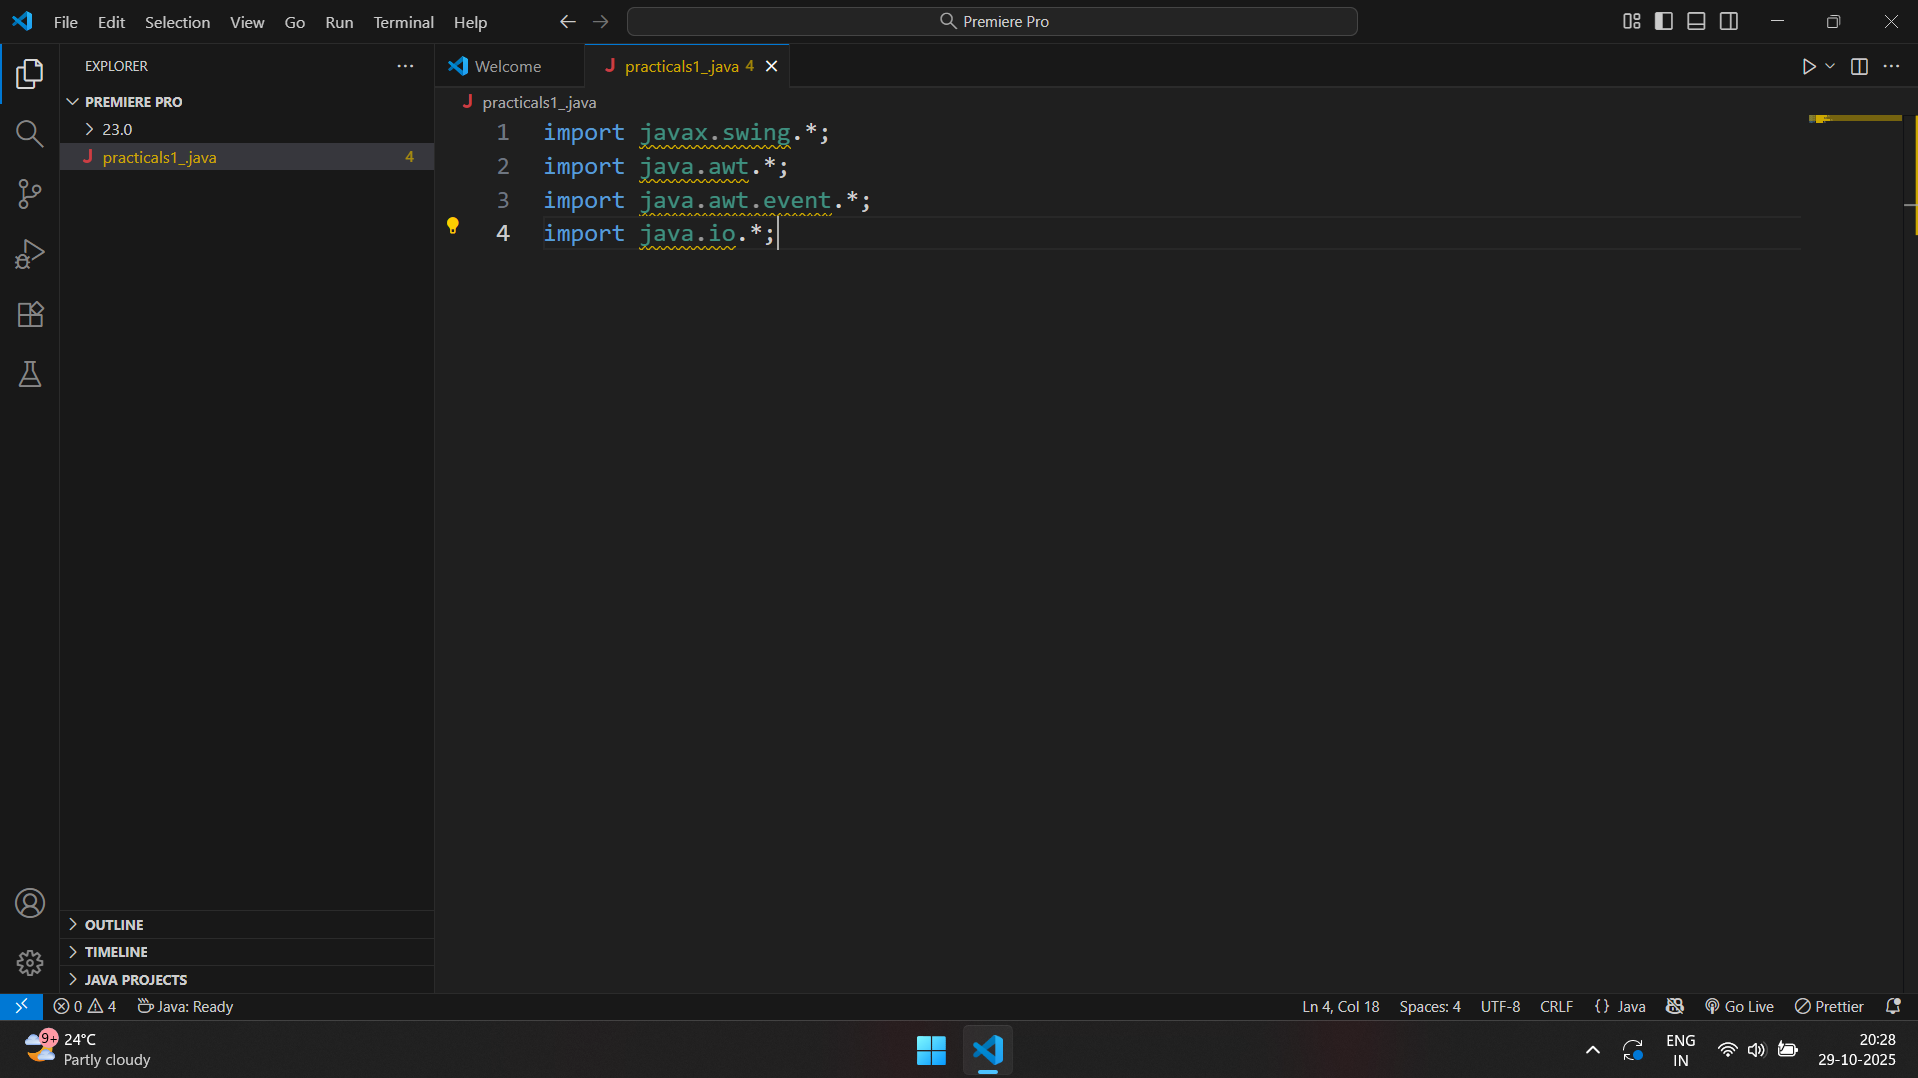 File Edit Selection View Go Run Terminal Help
Premiere Pro
EXPLORER
Welcome
J practicals1_.java 4
PREMIERE PRO
23.0
J practicals1_.java 4
J practicals1_.java
1 import javax.swing.*;
2 import java.awt.*;
3 import java.awt.event.*;
4 import java.io.*;
OUTLINE
TIMELINE
JAVA PROJECTS
0 4 Java: Ready
Ln 4, Col 18 Spaces: 4 UTF-8 CRLF {} Java Go Live Prettier
9+ 24°C
Partly cloudy
ENG
IN
20:28
29-10-2025